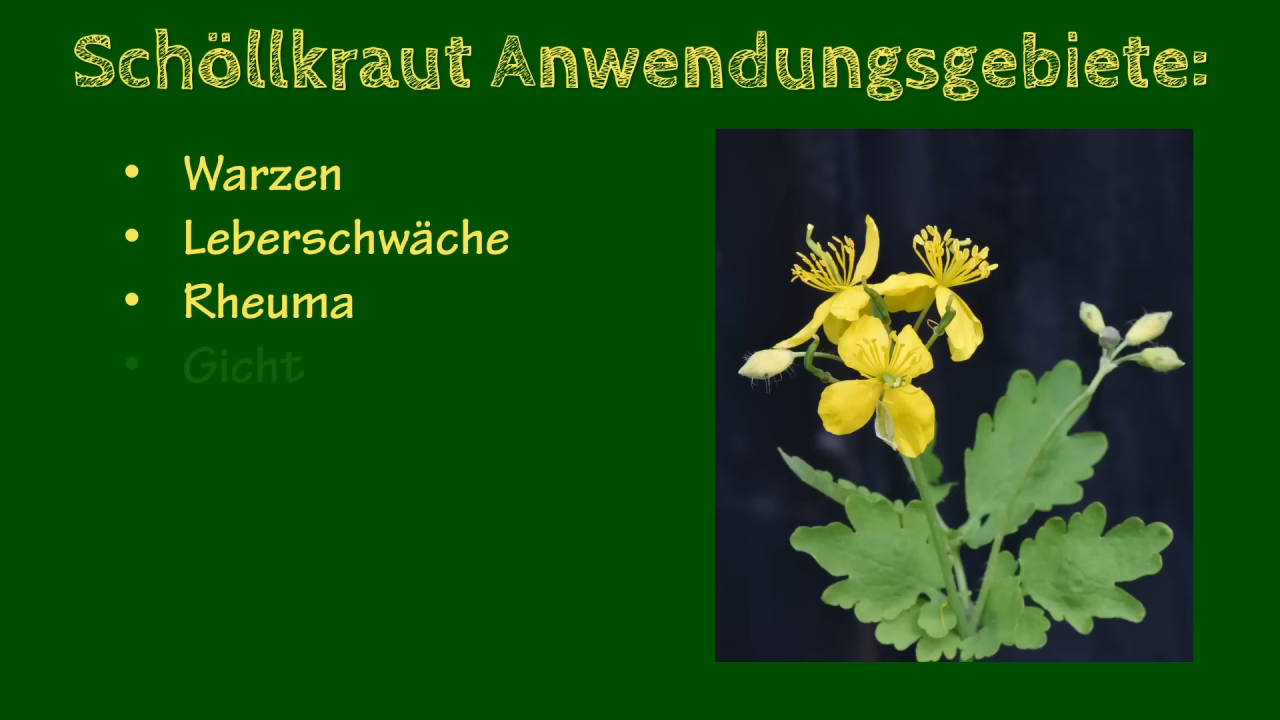 Schöllkraut Anwendungsgebiete:
• Warzen
• Leberschwäche
• Rheuma
• Gicht